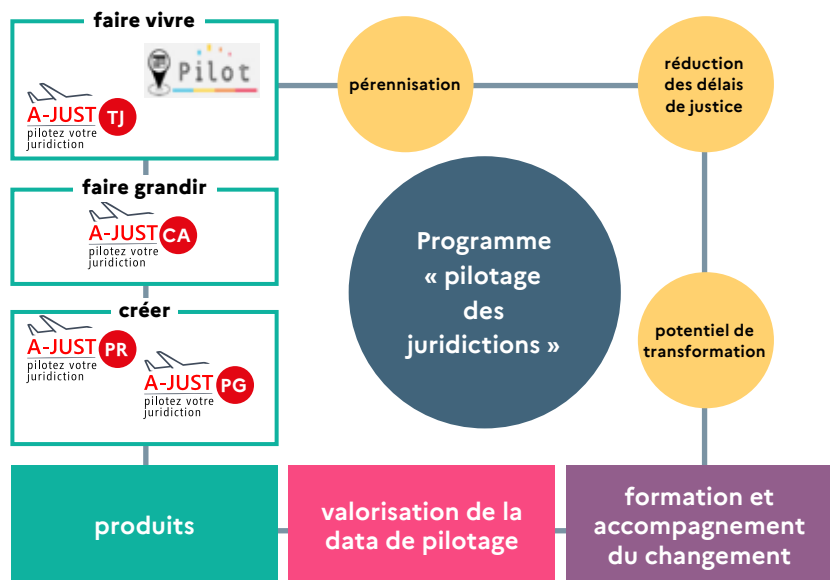 faire vivre
Pilot
A-JUST TJ
pilotez votre
juridiction
faire grandir
A-JUST CA
pilotez votre
juridiction
créer
A-JUST PR
pilotez votre
juridiction
A-JUST PG
pilotez votre
juridiction
pérennisation
réduction
des délais
de justice
Programme
« pilotage
des
juridictions »
potentiel de
transformation
produits
valorisation de la
data de pilotage
formation et
accompagnement
du changement